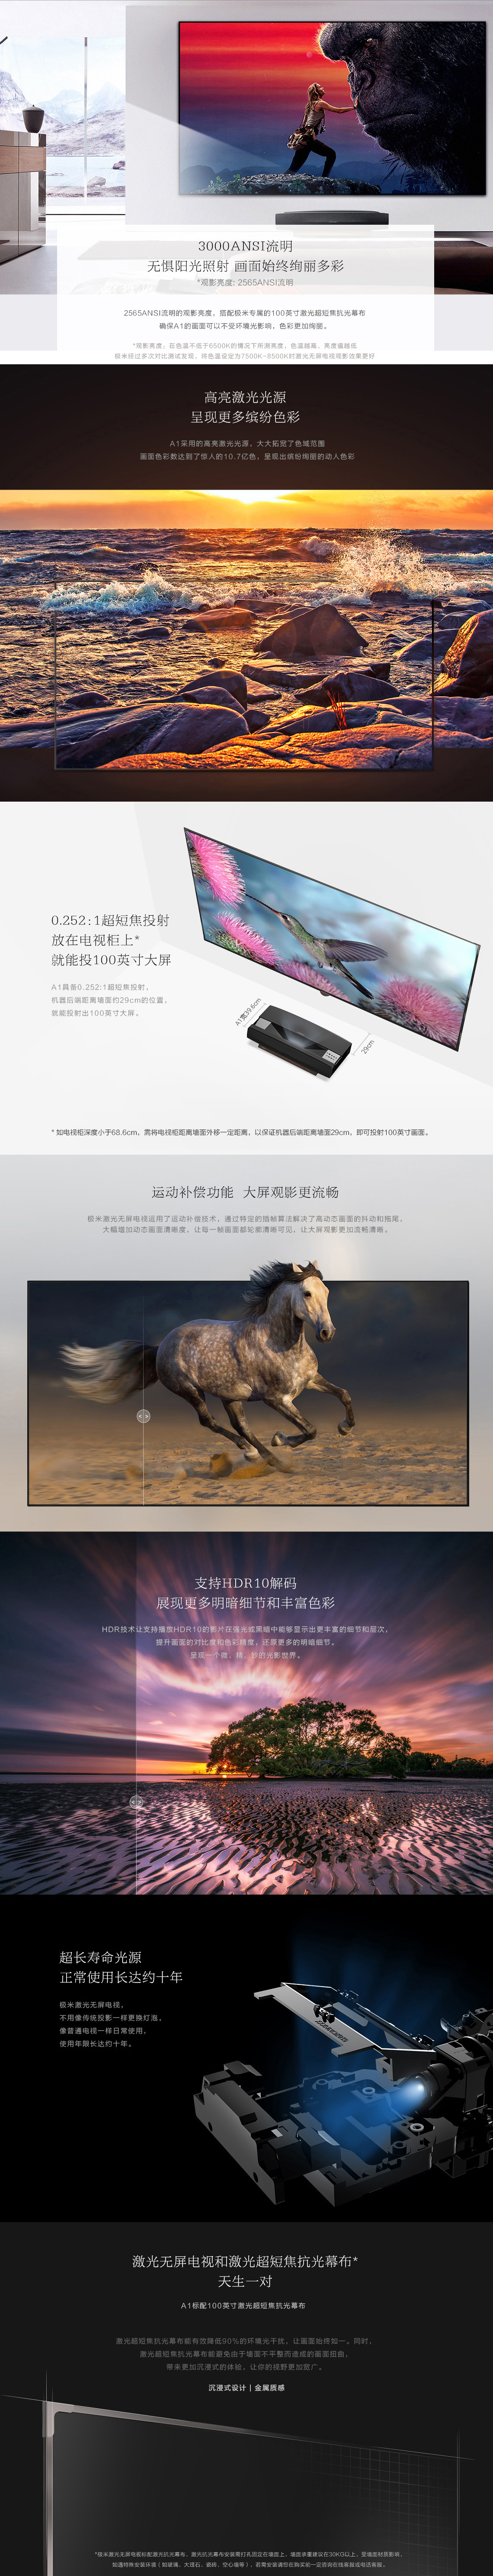 3000ANSI流明
无惧阳光照射 画面始终绚丽多彩
*观影亮度: 2565ANSI流明
2565ANSI流明的观影亮度，搭配极米专属的100英寸激光超短焦抗光幕布
确保A1的画面可以不受环境光影响，色彩更加绚丽。
*观影亮度，在色温不低于6500K的情况下所测亮度，色温越高，亮度偏越低
极米经过多次对比测试发现，将色温设定为7500K-8500K时激光无屏电视观影效果更好
高亮激光光源
呈现更多缤纷色彩
A1采用的高亮激光光源，大大拓宽了色域范围
画面色彩数达到了惊人的10.7亿色，呈现出缤纷绚丽的动人色彩
0.252:1超短焦投射
放在电视柜上*
就能投100英寸大屏
A1具备0.252:1超短焦投射，
机器后端距离墙面约29cm的位置，
就能投射出100英寸大屏。
A1宽39.6cm
29cm
* 如电视柜深度小于68.6cm，需将电视柜距离墙面外移一定距离，以保证机器后端距离墙面29cm，即可投射100英寸画面。
运动补偿功能 大屏观影更流畅
极米激光无屏电视运用了运动补偿技术，通过特定的插帧算法解决了高动态画面的抖动和拖尾，
大幅增加动态画面清晰度，让每一帧画面都轮廓清晰可见，让大屏观影更加流畅清晰。
支持HDR10解码
展现更多明暗细节和丰富色彩
HDR技术让支持播放HDR10的影片在强光或黑暗中能够显示出更丰富的细节和层次，
提升画面的对比度和色彩精度，还原更多的明暗细节。
呈现一个微、精、妙的光影世界。
超长寿命光源
正常使用长达约十年
极米激光无屏电视，
不用像传统投影一样更换灯泡，
像普通电视一样日常使用，
使用年限长达约十年。
激光无屏电视和激光超短焦抗光幕布*
天生一对
A1标配100英寸激光超短焦抗光幕布
激光超短焦抗光幕布能有效降低90%的环境光干扰，让画面始终如一。同时，
激光超短焦抗光幕布能避免由于墙面不平整而造成的画面扭曲，
带来更加沉浸式的体验，让你的视野更加宽广。
沉浸式设计 | 金属质感
*极米激光无屏电视标配激光抗光幕布，激光抗光幕布安装需打孔固定在墙面上，墙面承重建议在30KG以上，受墙面材质影响，
如遇特殊安装环境（如玻璃、大理石、瓷砖、空心墙等），若需安装请您在购买前一定咨询在线客服或电话客服。